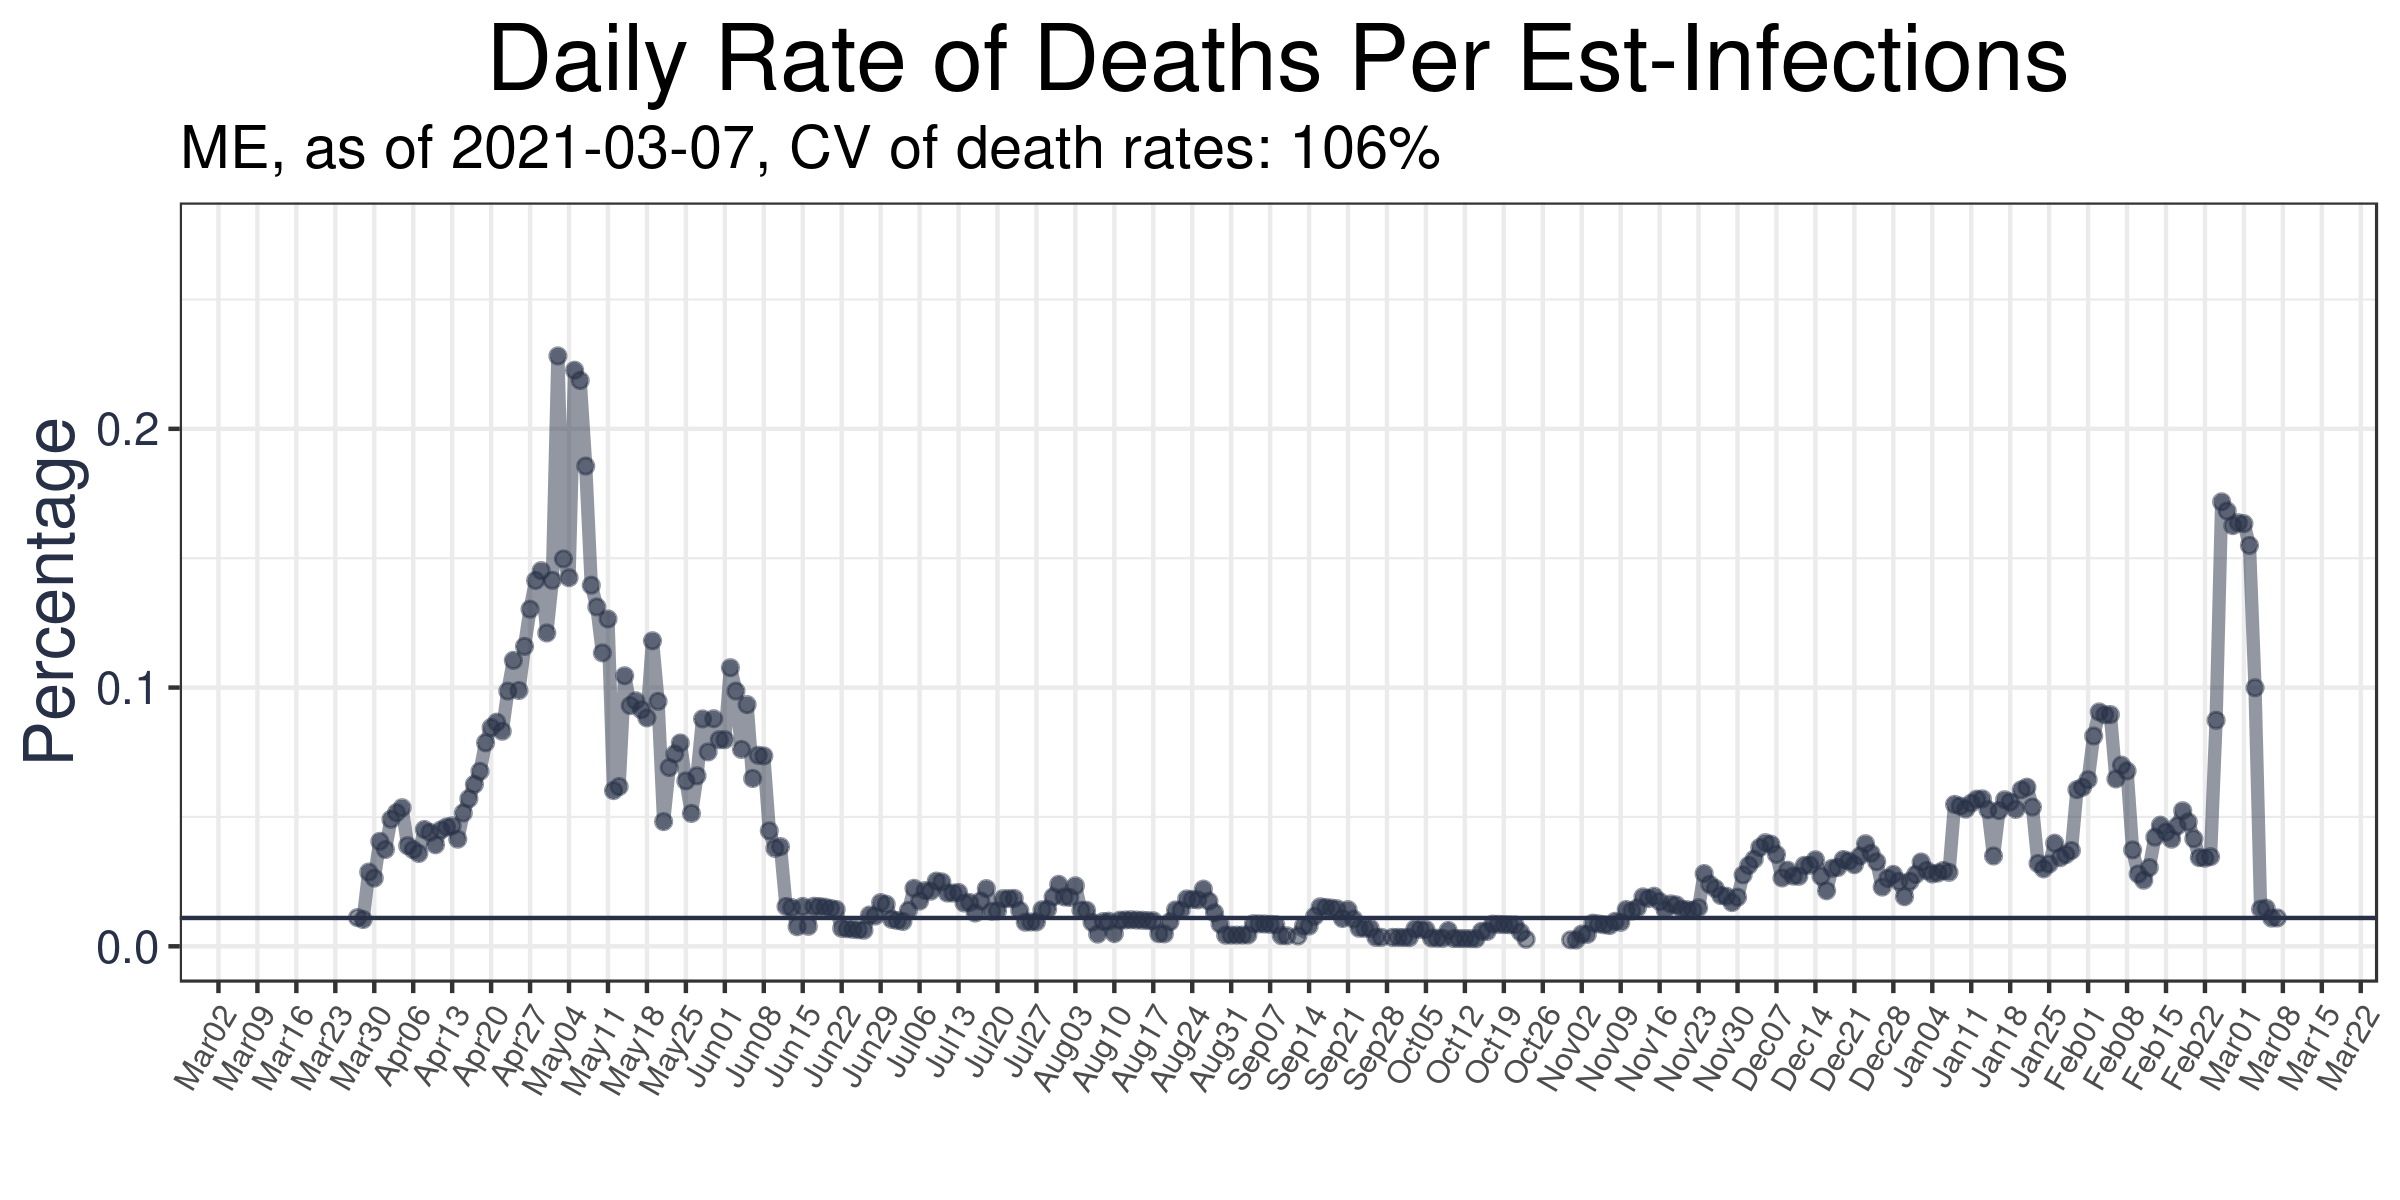 Daily Rate of Deaths Per Est-Infections
ME, as of 2021-03-07, CV of death rates: 106%
Percentage
0.2
0.1
0.0
Mar02
Mar09
Mar16
Mar23
Mar30
Apr06
Apr13
Apr20
Apr27
May04
May11
May18
May25
Jun01
Jun08
Jun15
Jun22
Jun29
Jul06
Jul13
Jul20
Jul27
Aug03
Aug10
Aug17
Aug24
Aug31
Sep07
Sep14
Sep21
Sep28
Oct05
Oct12
Oct19
Oct26
Nov02
Nov09
Nov16
Nov23
Nov30
Dec07
Dec14
Dec21
Dec28
Jan04
Jan11
Jan18
Jan25
Feb01
Feb08
Feb15
Feb22
Mar01
Mar08
Mar15
Mar22